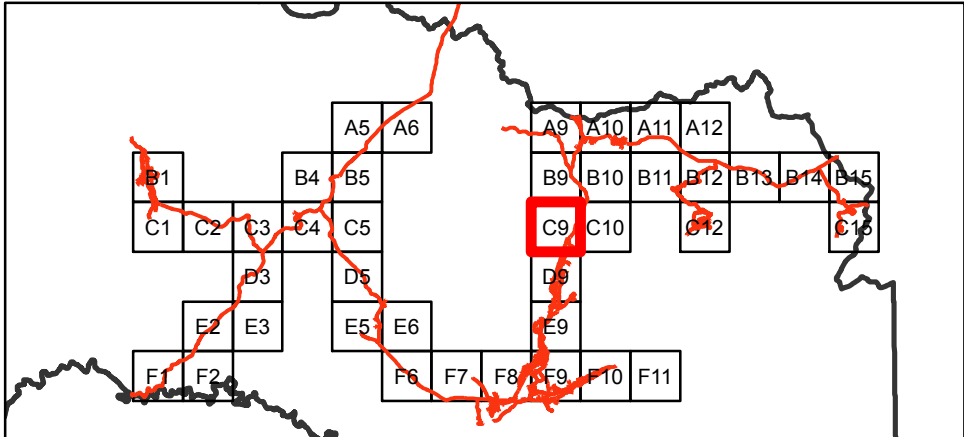 A5 A6 A9 A10 A11 A12
B1 B4 B5 B9 B10 B11 B12 B13 B14 B15
C1 C2 C3 C4 C5 C9 C10 C12 C15
D3 D5 D9
E2 E3 E5 E6 E9
F1 F2 F6 F7 F8 F9 F10 F11